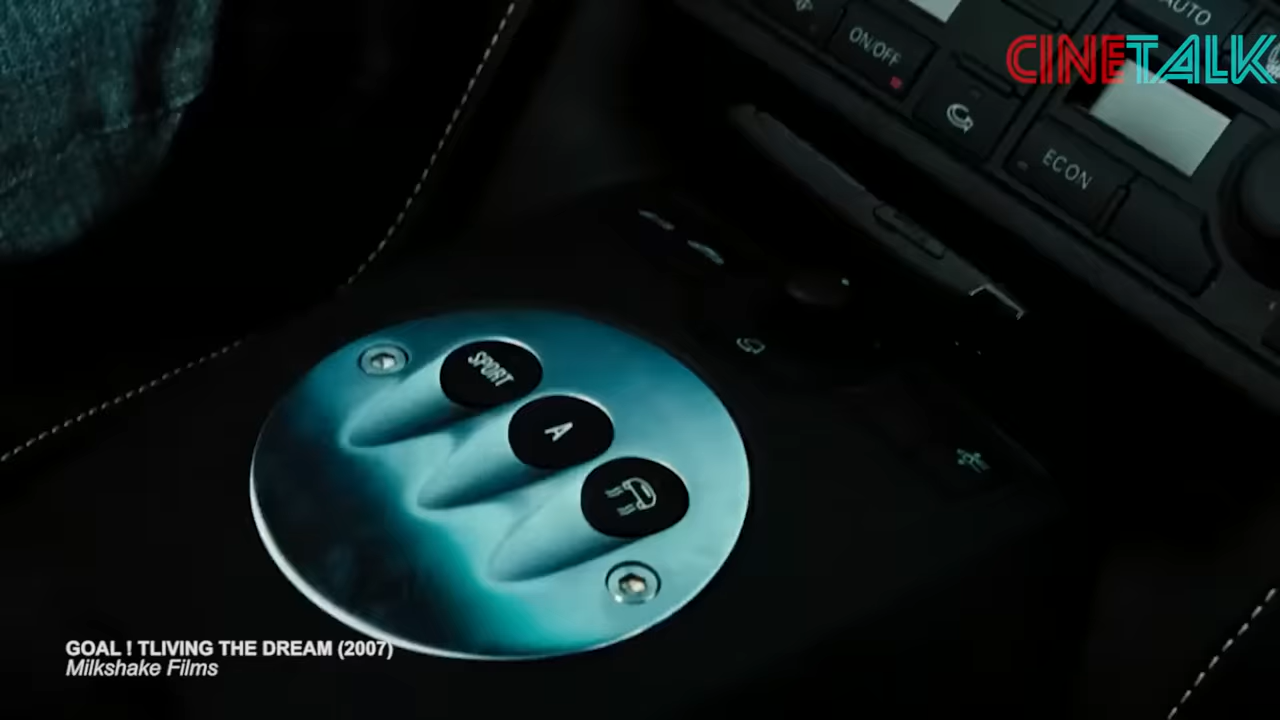 AUTO
ON/OFF
CINETALK
ECON
SPORT
A
GOAL ! TLIVING THE DREAM (2007)
Milkshake Films